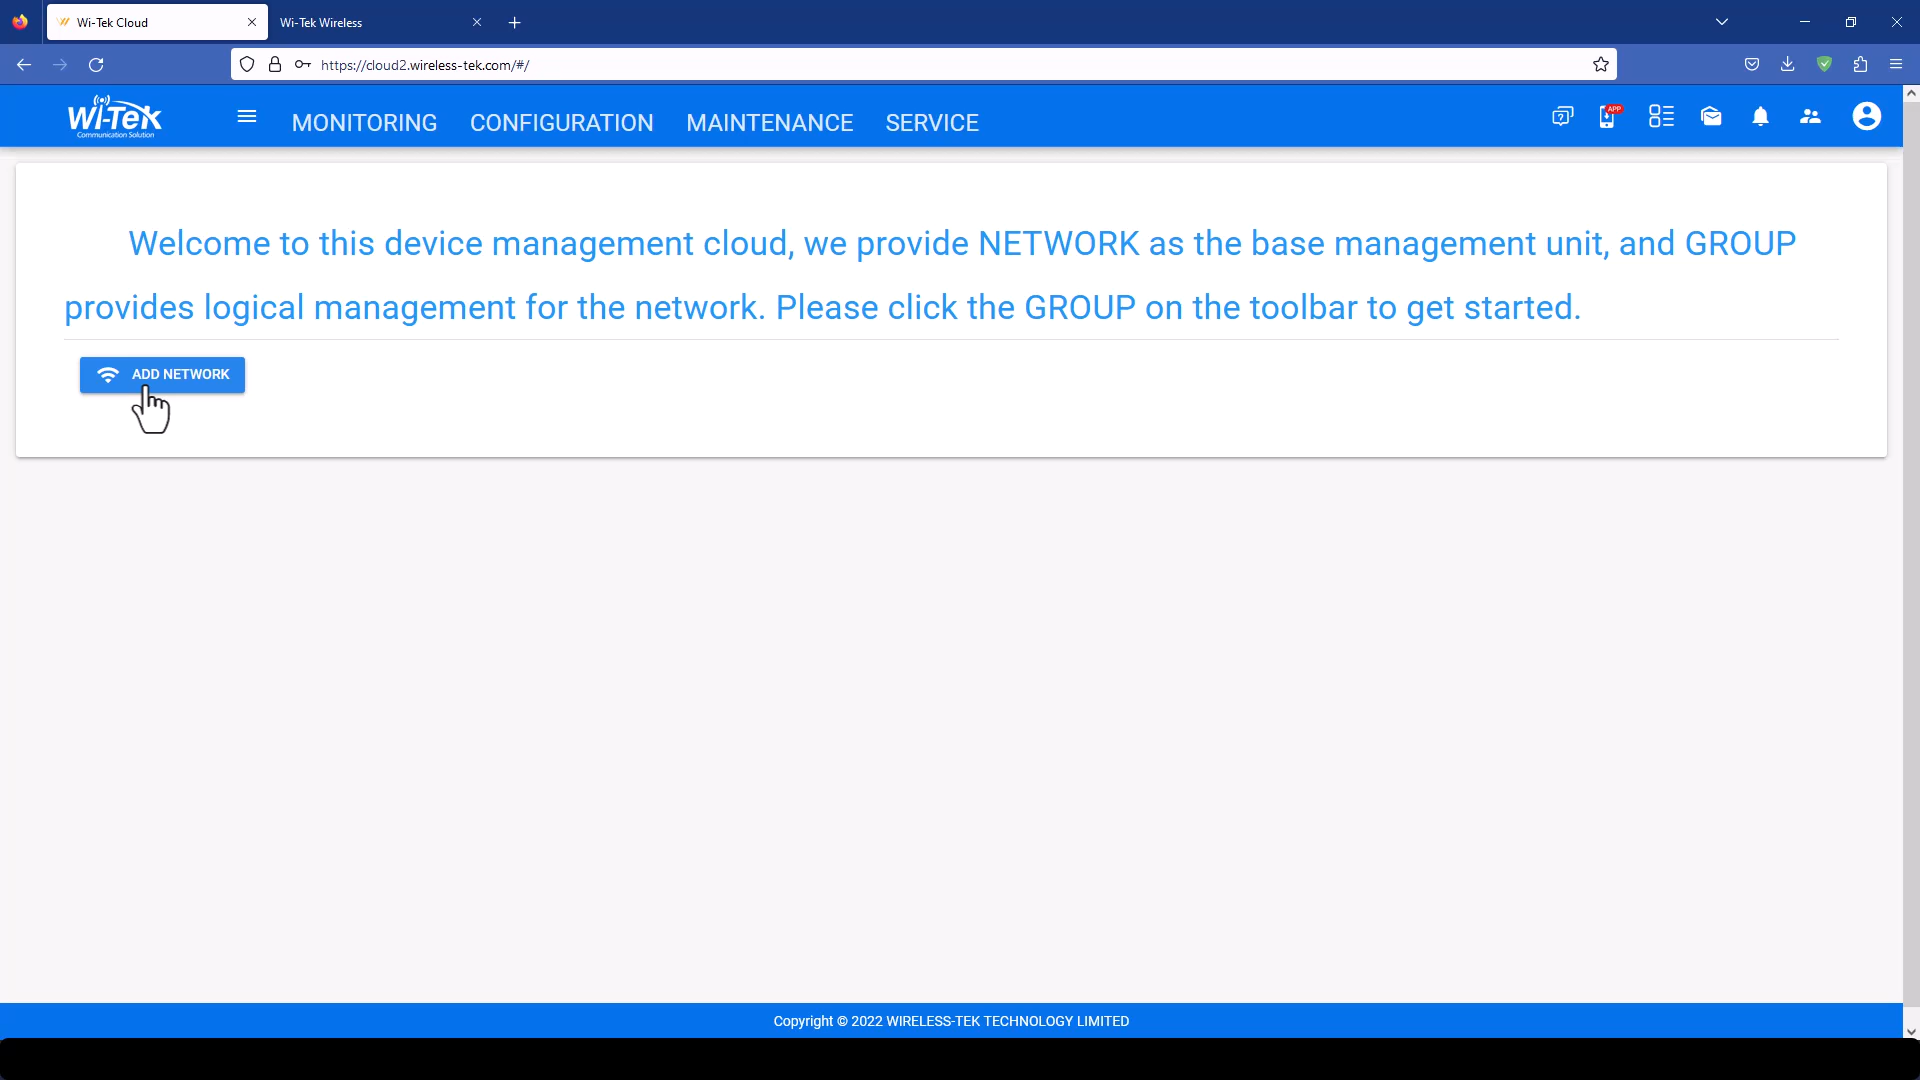 Wi-Tek Cloud
Wi-Tek Wireless
https://cloud2.wireless-tek.com/#/
Wi-Tek
Communication Solution
MONITORING CONFIGURATION MAINTENANCE SERVICE
APP
Welcome to this device management cloud, we provide NETWORK as the base management unit, and GROUP
provides logical management for the network. Please click the GROUP on the toolbar to get started.
ADD NETWORK
Copyright © 2022 WIRELESS-TEK TECHNOLOGY LIMITED